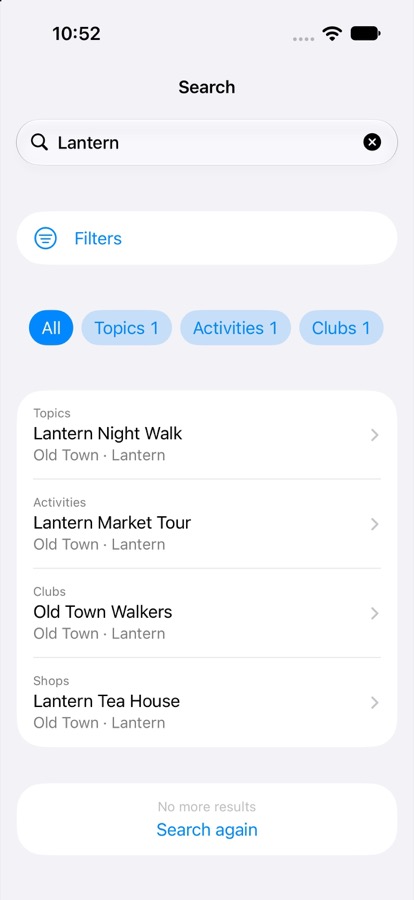 10:52
Search
Lantern
Filters
All
Topics 1
Activities 1
Clubs 1
Topics
Lantern Night Walk
Old Town · Lantern
Activities
Lantern Market Tour
Old Town · Lantern
Clubs
Old Town Walkers
Old Town · Lantern
Shops
Lantern Tea House
Old Town · Lantern
No more results
Search again